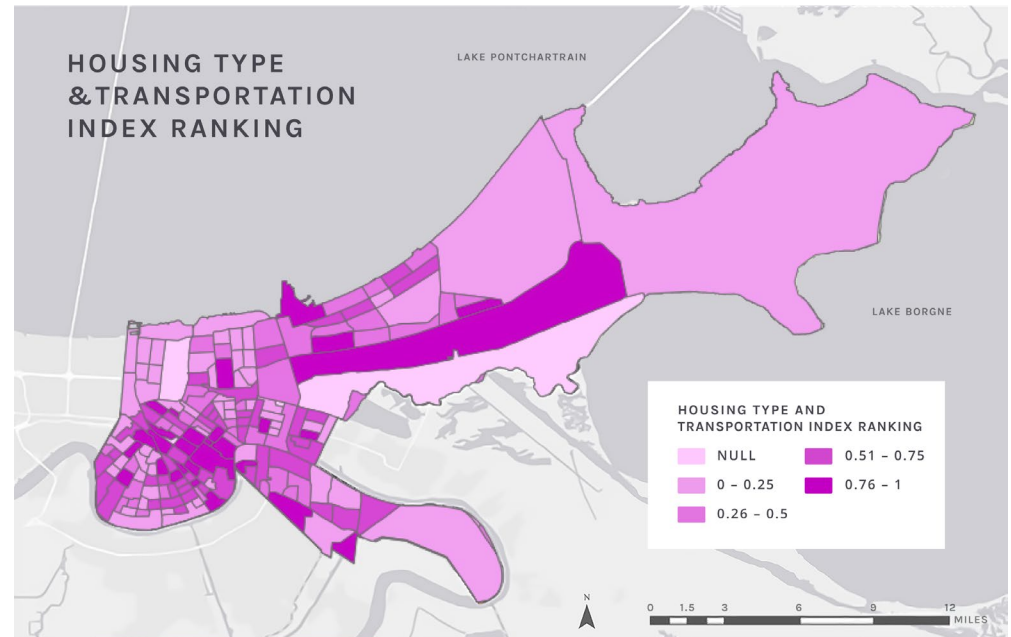 HOUSING TYPE
&TRANSPORTATION
INDEX RANKING
LAKE PONTCHARTRAIN
LAKE BORGNE
HOUSING TYPE AND
TRANSPORTATION INDEX RANKING
NULL
0 – 0.25
0.26 – 0.5
0.51 – 0.75
0.76 – 1
N
0 1.5 3 6 9 12
MILES